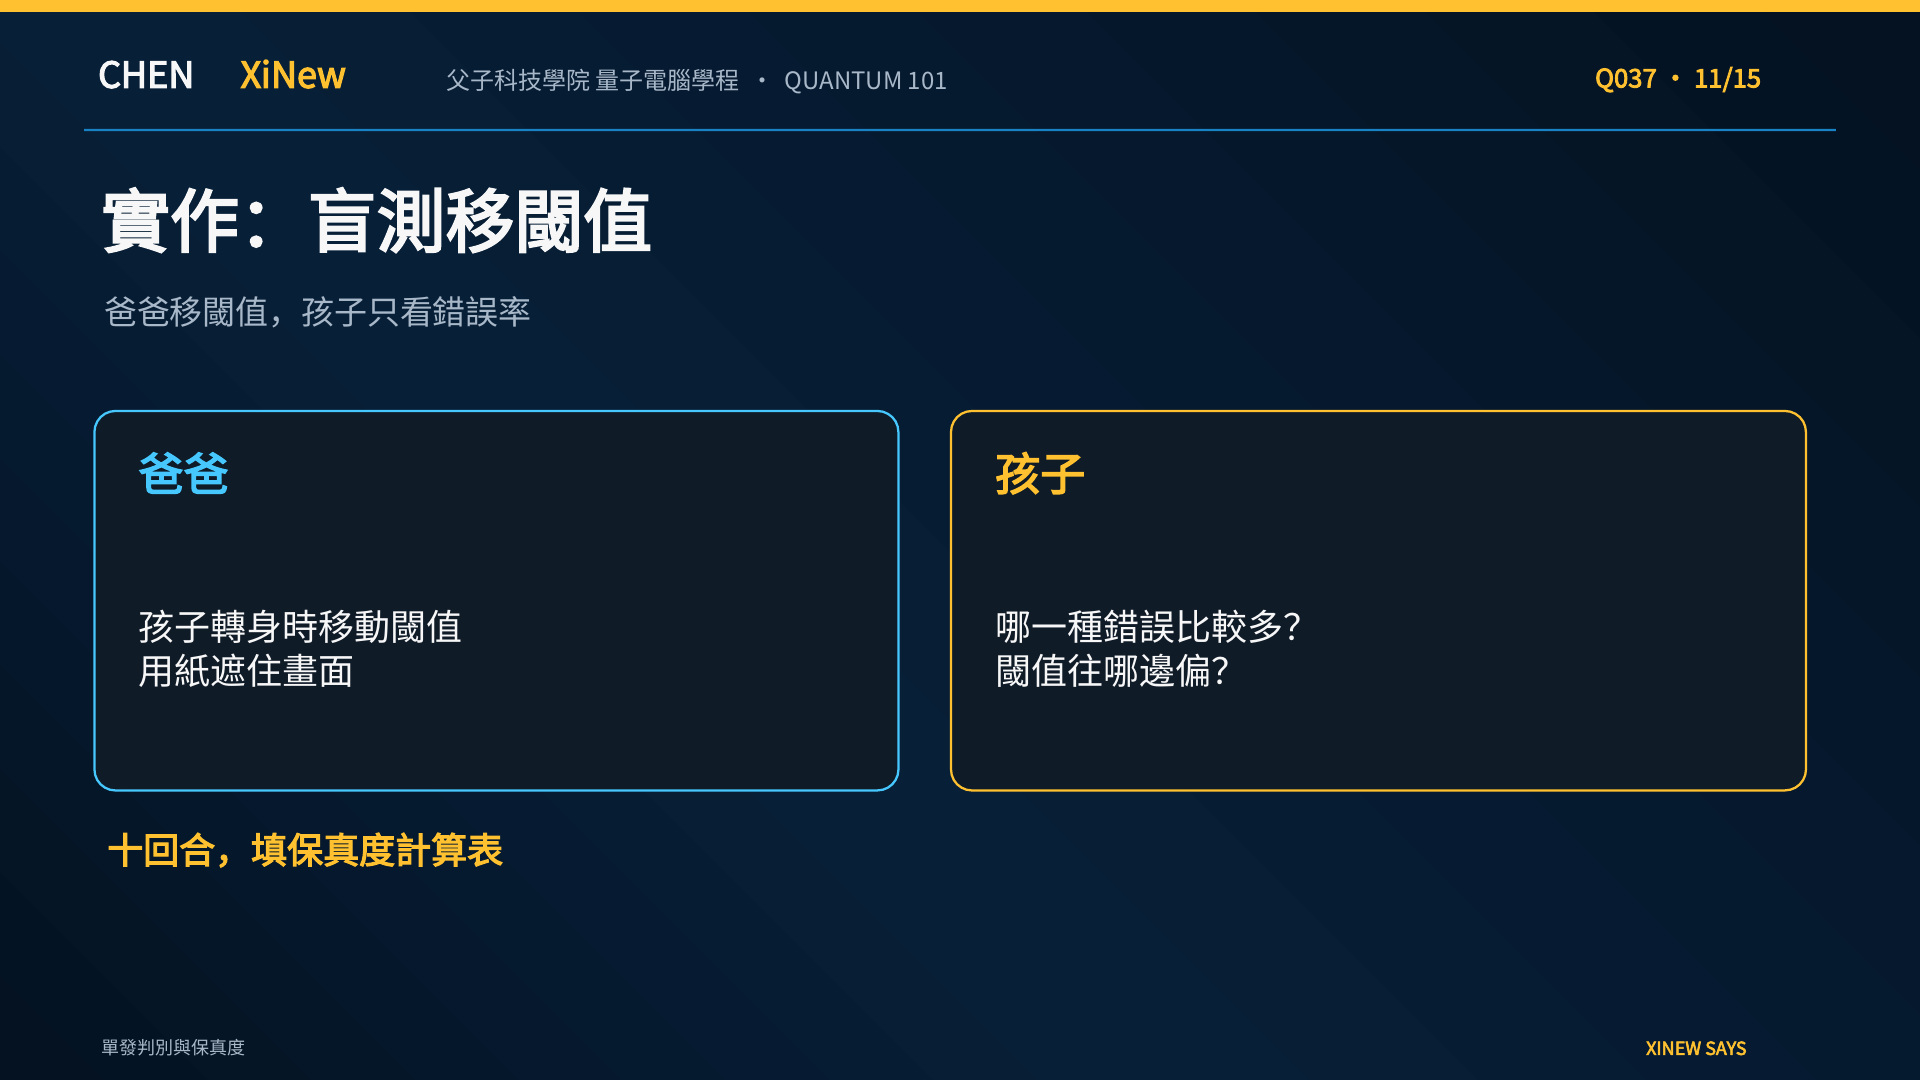 CHEN XiNew 父子科技學院 量子電腦學程 · QUANTUM 101 Q037 · 11/15
實作：盲測移閾值
爸爸移閾值，孩子只看錯誤率
爸爸
孩子轉身時移動閾值
用紙遮住畫面
孩子
哪一種錯誤比較多？
閾值往哪邊偏？
十回合，填保真度計算表
單發判別與保真度
XINEW SAYS